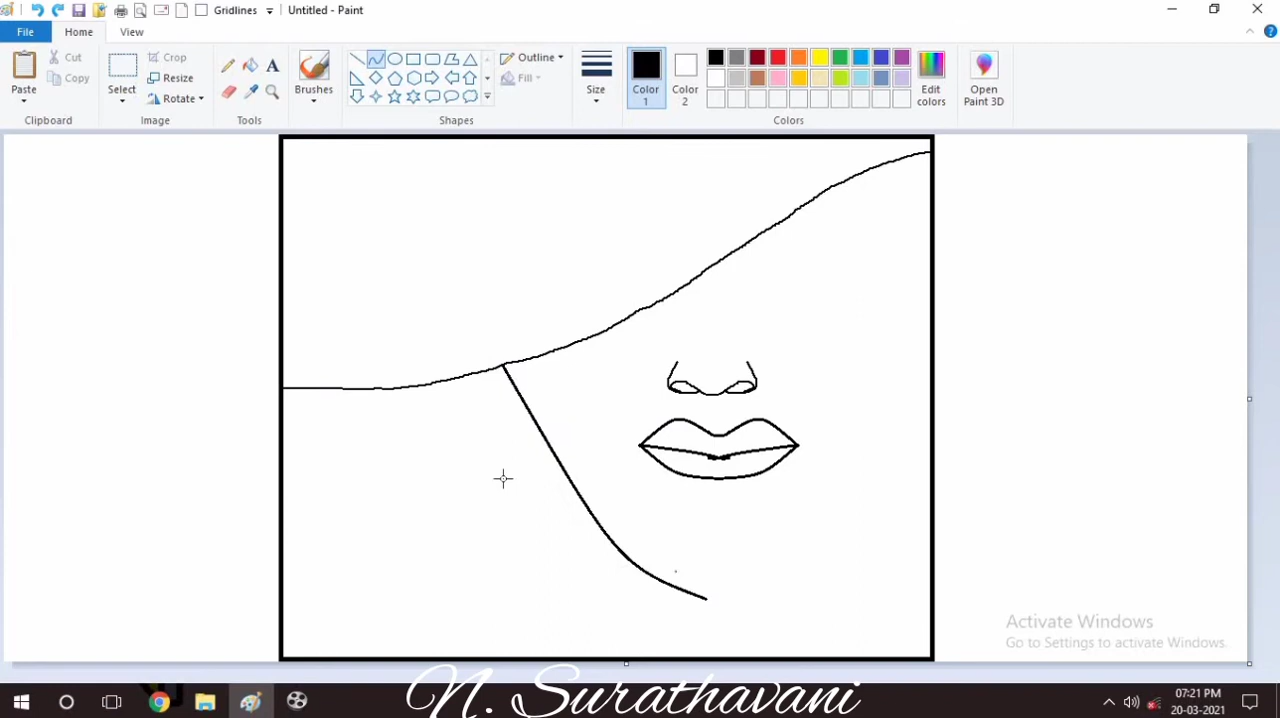 Gridlines
Untitled - Paint
File
Home
View
Paste
Cut
Copy
Clipboard
Select
Crop
Resize
Rotate
Image
A
Tools
Brushes
Outline
Fill
Shapes
Size
Color 1
Color 2
Edit colors
Colors
Open Paint 3D
Activate Windows
Go to Settings to activate Windows.
N. Surathavani
07:21 PM
20-03-2021